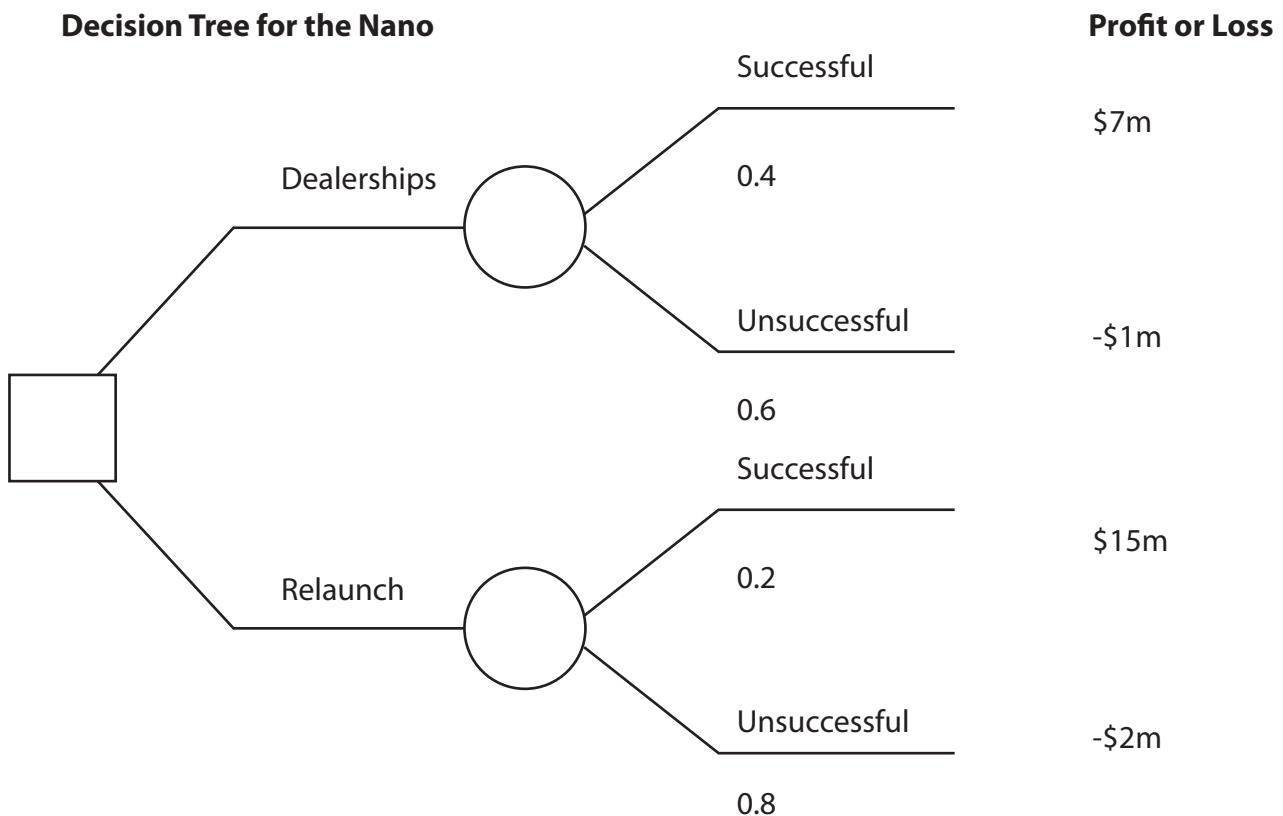 Decision Tree for the Nano
Profit or Loss
Successful
$7m
Dealerships
0.4
Unsuccessful
-$1m
0.6
Successful
$15m
Relaunch
0.2
Unsuccessful
-$2m
0.8